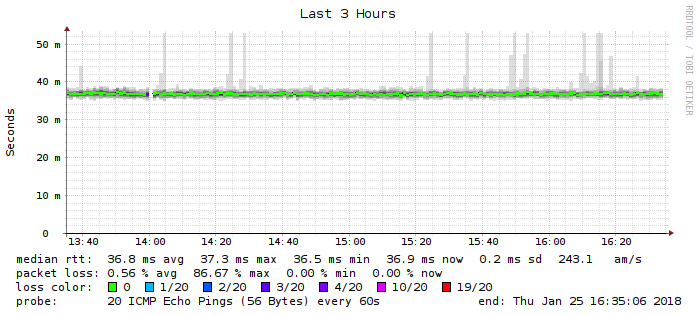 Last 3 Hours
RRDTOOL / TOBI OETIKER
Seconds
50 m
40 m
30 m
20 m
10 m
0
13:40 14:00 14:20 14:40 15:00 15:20 15:40 16:00 16:20
median rtt: 36.8 ms avg 37.3 ms max 36.5 ms min 36.9 ms now 0.2 ms sd 243.1 am/s
packet loss: 0.56 % avg 86.67 % max 0.00 % min 0.00 % now
loss color: 0 1/20 2/20 3/20 4/20 10/20 19/20
probe: 20 ICMP Echo Pings (56 Bytes) every 60s end: Thu Jan 25 16:35:06 2018